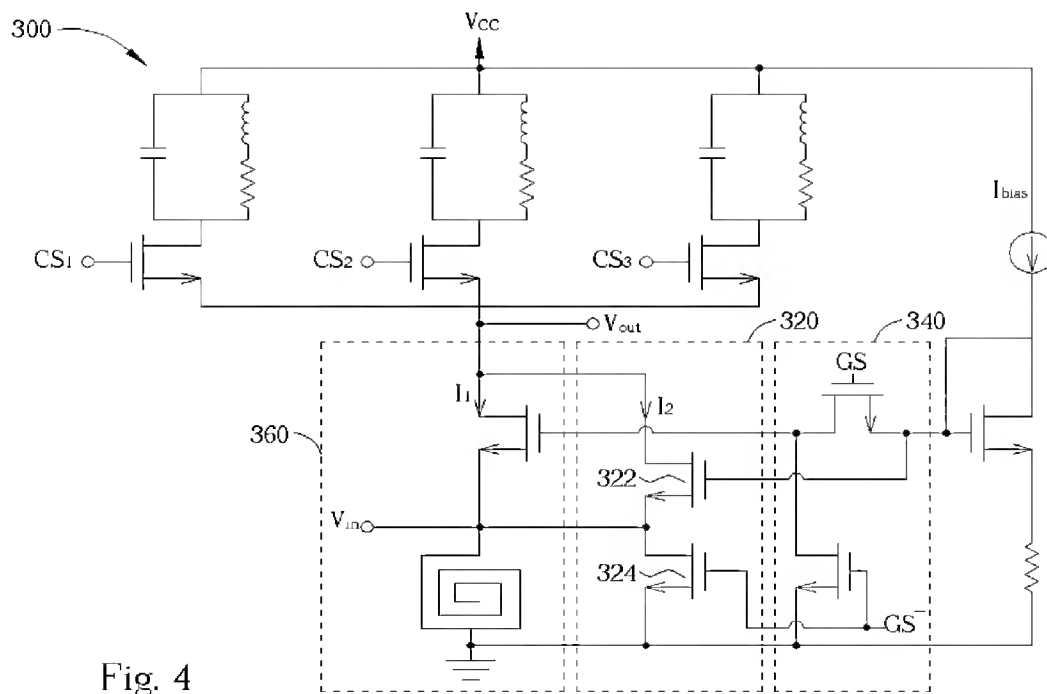 300
VCC
Ibias
CS1
CS2
CS3
Vout
320
340
GS
I1
I2
360
322
Vin
324
GS‾
Fig. 4